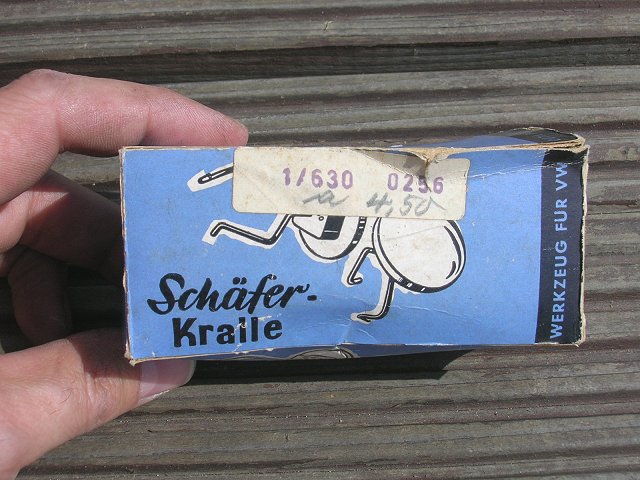 1/630 0256
a 4,50
Schäfer-
Kralle
WERKZEUG FÜR VW